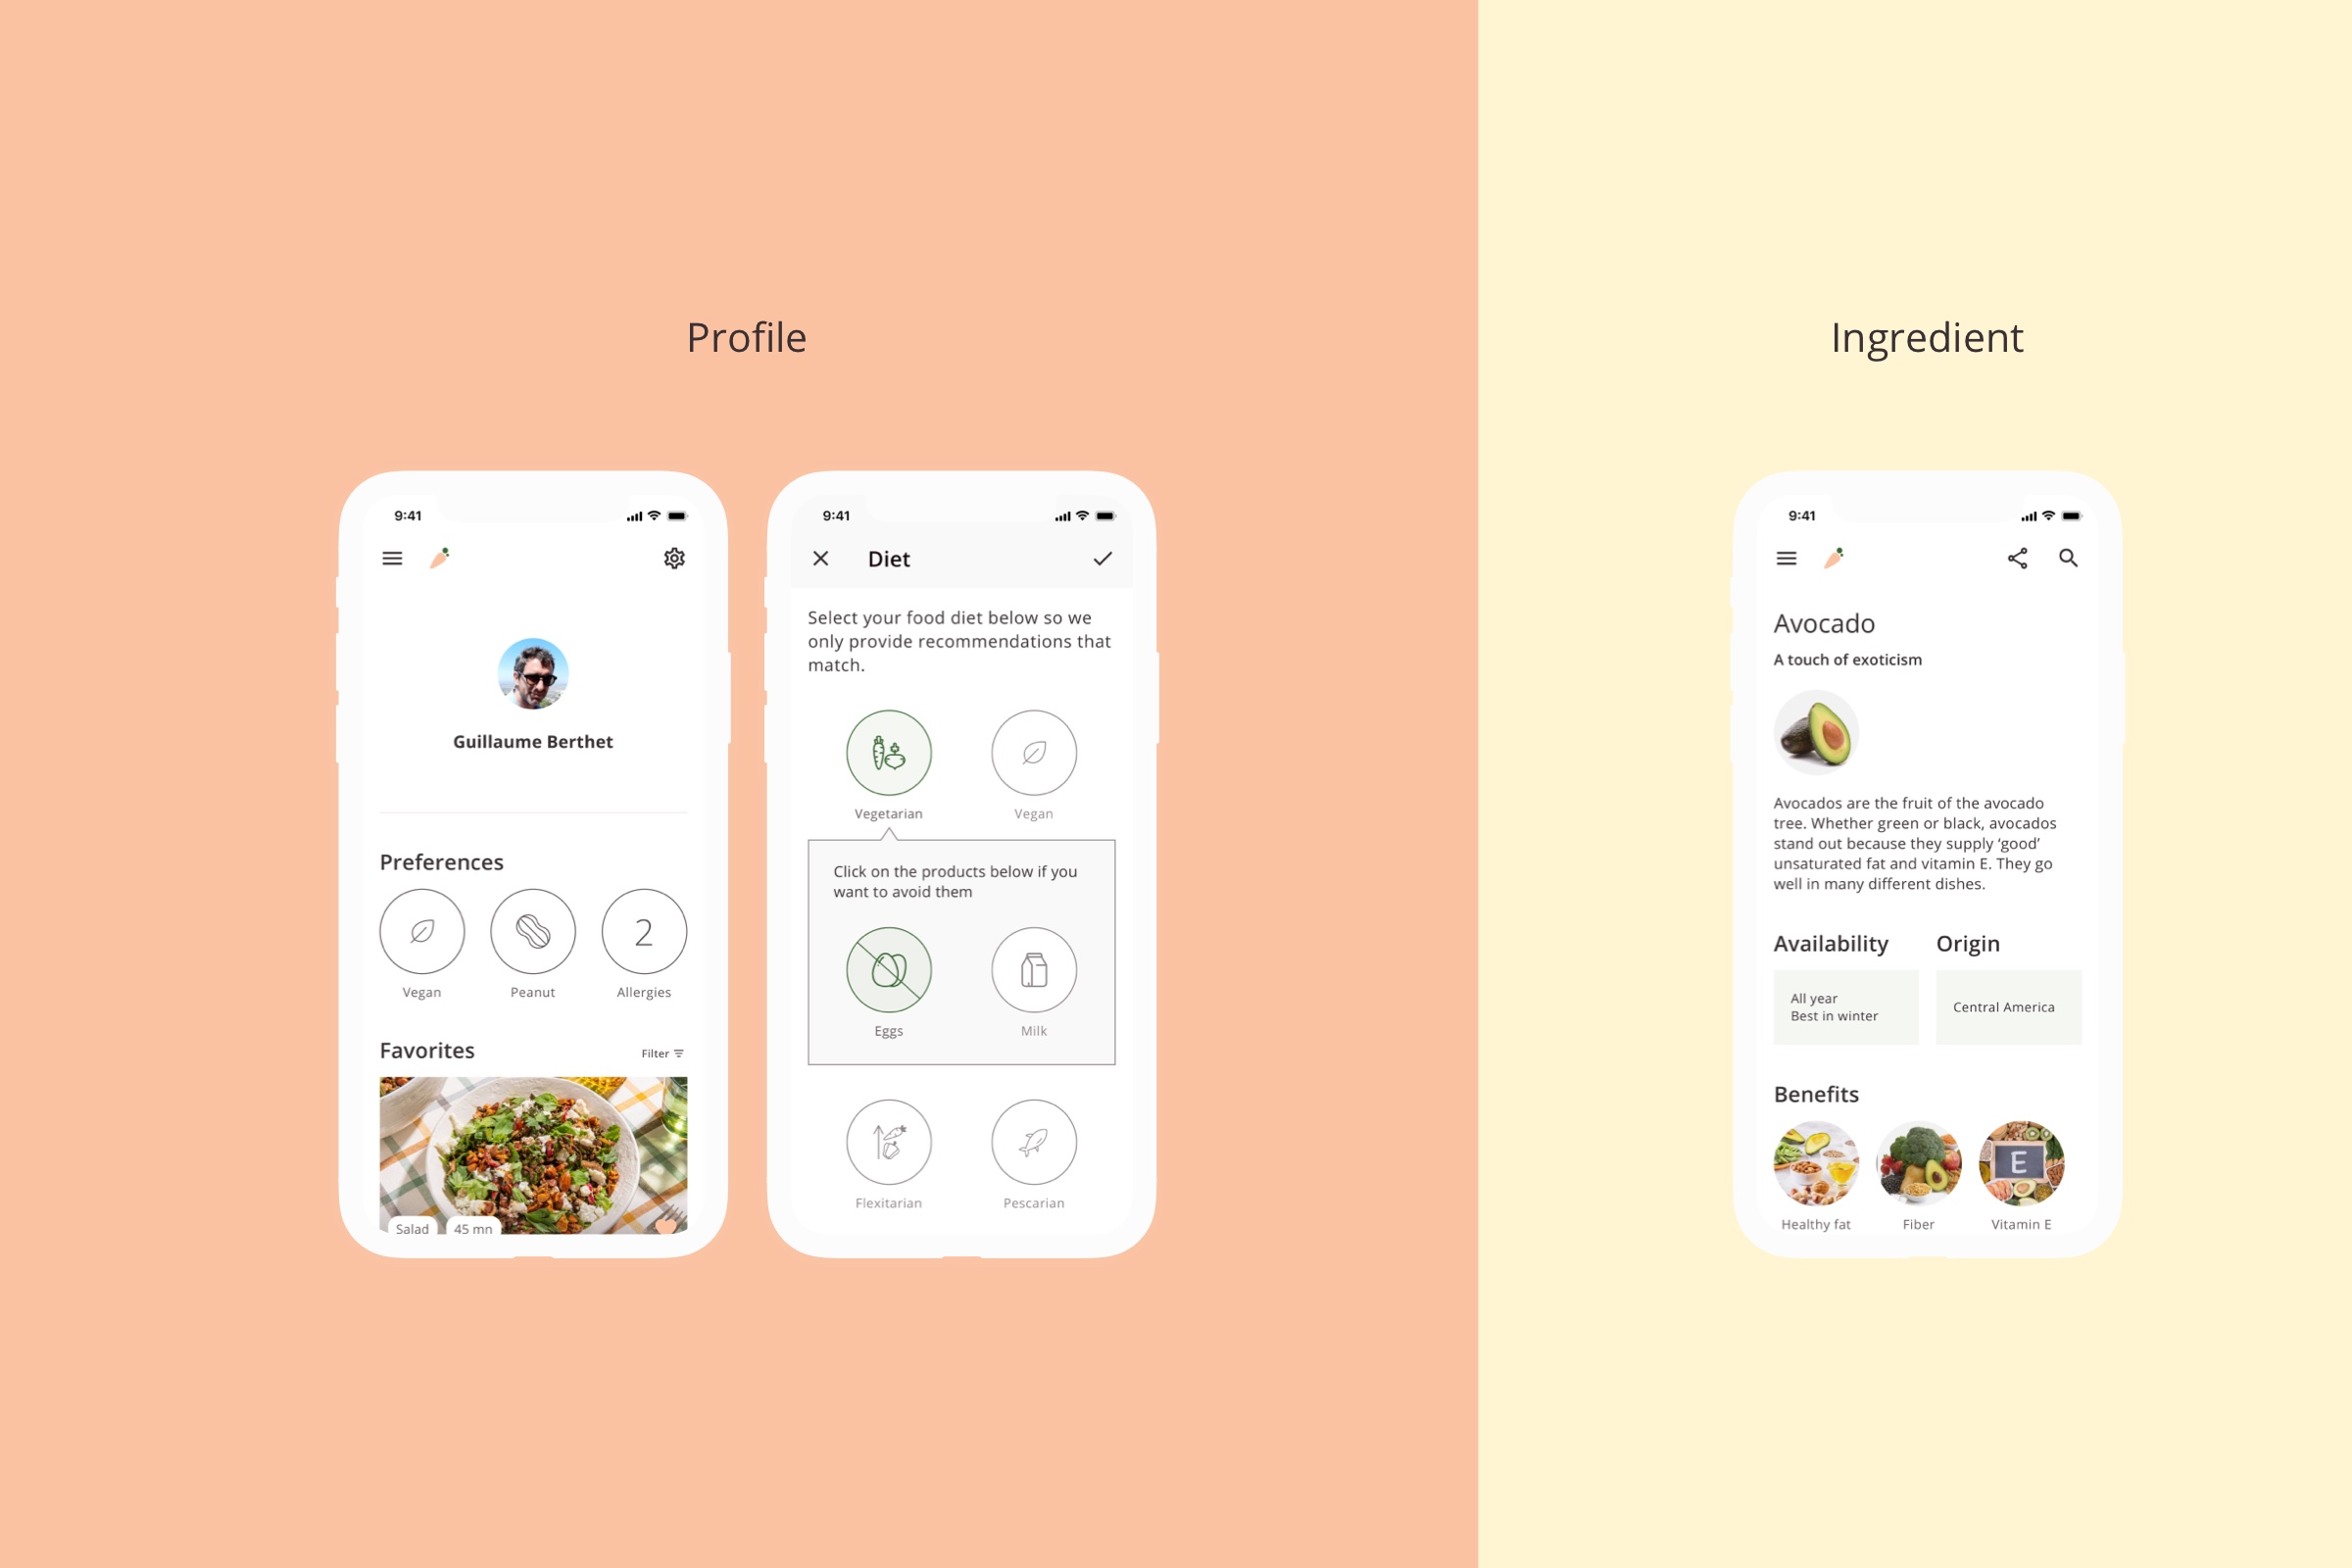 Profile
9:41
Guillaume Berthet
Preferences
2
Vegan
Peanut
Allergies
Favorites
Filter
Salad
45 mn
9:41
Diet
Select your food diet below so we
only provide recommendations that
match.
Vegetarian
Vegan
Click on the products below if you
want to avoid them
Eggs
Milk
Flexitarian
Pescarian
Ingredient
9:41
Avocado
A touch of exoticism
Avocados are the fruit of the avocado
tree. Whether green or black, avocados
stand out because they supply ‘good’
unsaturated fat and vitamin E. They go
well in many different dishes.
Availability
Origin
All year
Best in winter
Central America
Benefits
E
Healthy fat
Fiber
Vitamin E